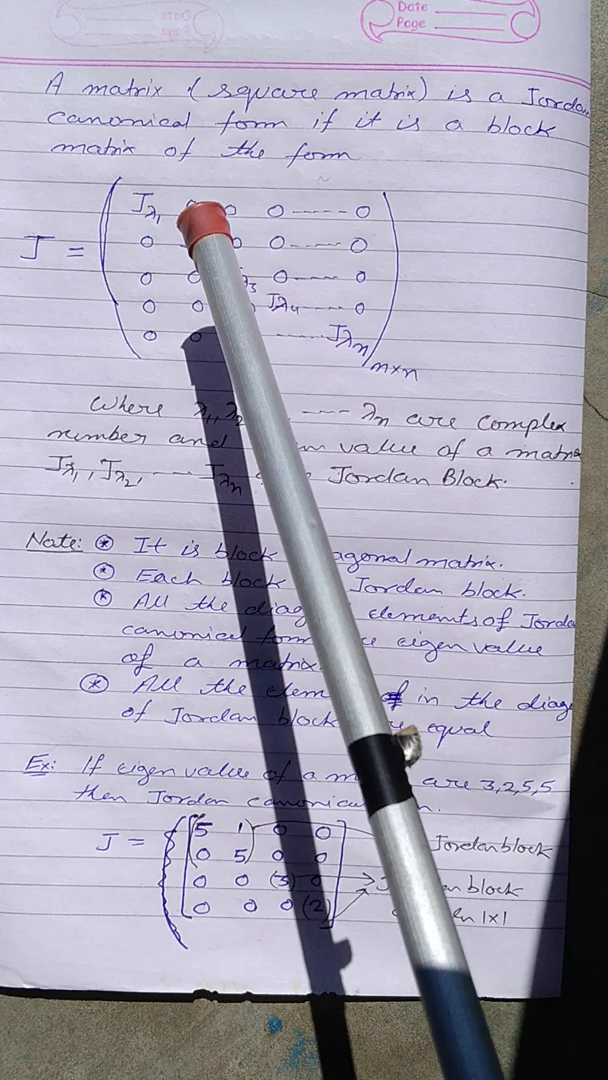 Date
Page
A matrix (square matrix) is a Jordan
canonical form if it is a block
matrix of the form
J = 
Jλ₁ 0 0 ----- 0
0 0 ----- 0
0 0 λ₃ 0 ----- 0
0 0 Jλ₄ ---- 0
0 0 ------ Jλn
n×n
Where λ₁, λ₂ ---- λn are complex
number and value of a matrix
Jλ₁, Jλ₂, --- Jλn Jordan Block.
Note: It is block agonal matrix.
Each block Jordan block.
All the diag elements of Jorda
canonical form eigen value
of a matrix
All the elem in the diag
of Jordan block equal
Ex: If eigen value of a m are 3,2,5,5
then Jordan canonica
J = 
5 1 0 0
0 5 0 0
0 0 (3) 0
0 0 0 (2)
Jordan block
→ J n block
en 1×1